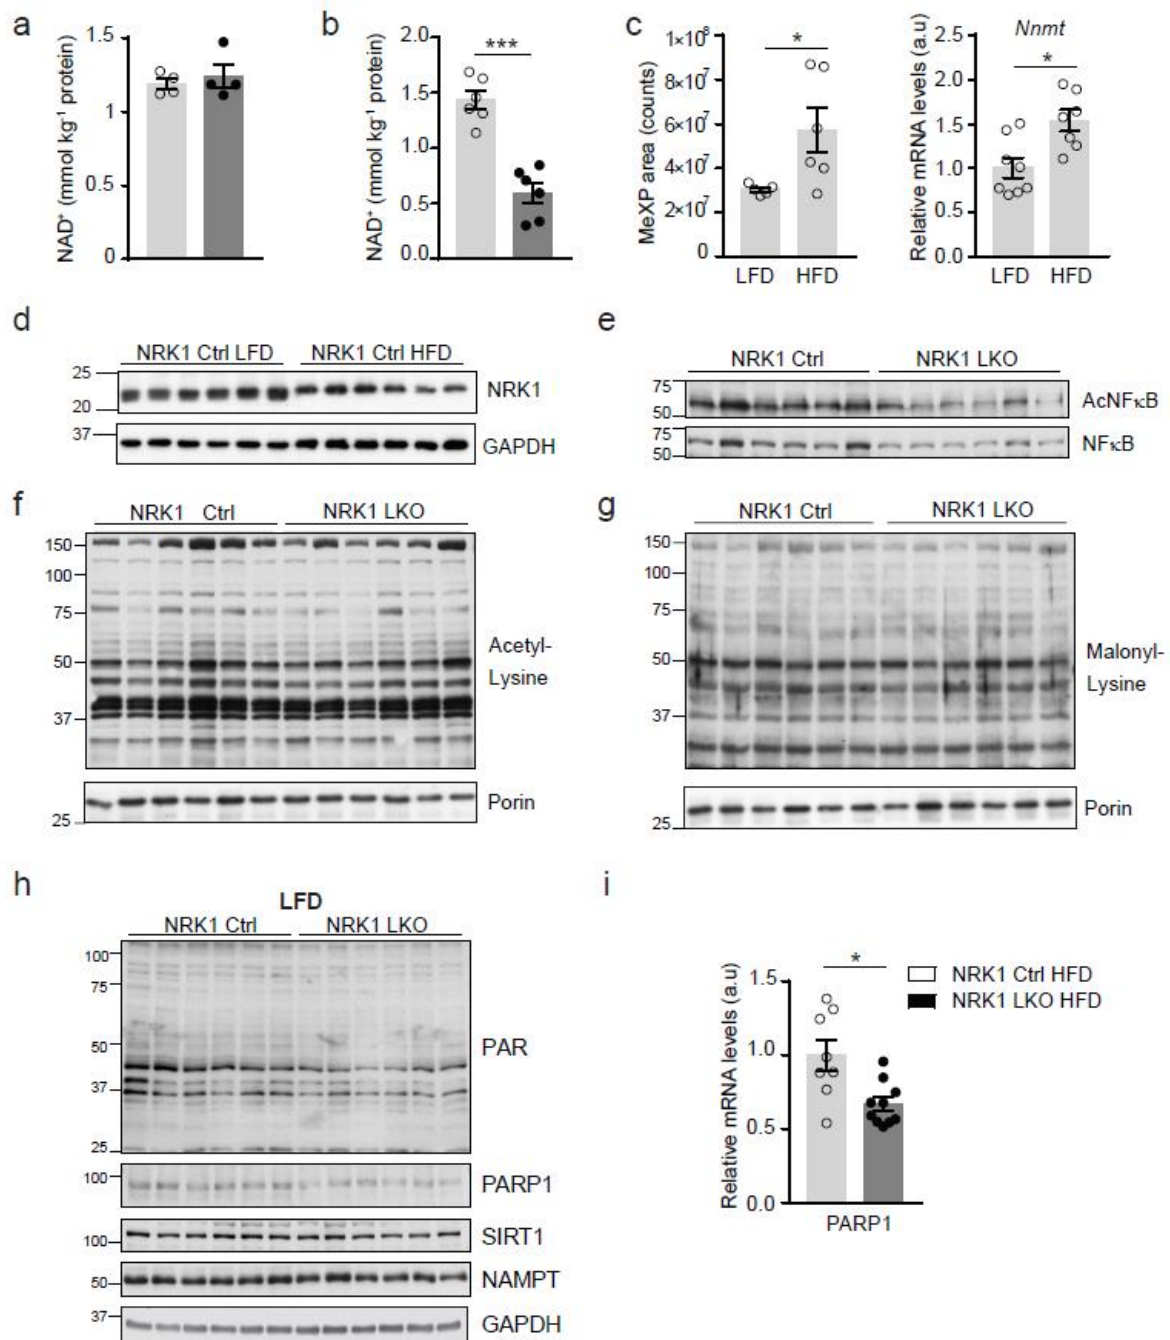 a
NAD⁺ (mmol kg⁻¹ protein)
1.5
1
0.5
0
b
NAD⁺ (mmol kg⁻¹ protein)
2.0
1.5
1.0
0.5
0.0
***
c
MeXP area (counts)
1×10⁸
8×10⁷
6×10⁷
4×10⁷
2×10⁷
0
*
LFD HFD
Relative mRNA levels (a.u)
2.5
2.0
1.5
1.0
0.5
0.0
Nnmt
*
LFD HFD
d
NRK1 Ctrl LFD NRK1 Ctrl HFD
25
20
NRK1
37
GAPDH
e
NRK1 Ctrl NRK1 LKO
75
50
AcNFκB
75
50
NFκB
f
NRK1 Ctrl NRK1 LKO
150
100
75
50
37
Acetyl-
Lysine
25
Porin
g
NRK1 Ctrl NRK1 LKO
150
100
75
50
37
Malonyl-
Lysine
25
Porin
h
LFD
NRK1 Ctrl NRK1 LKO
100
75
50
37
25
PAR
100
PARP1
100
SIRT1
50
NAMPT
37
GAPDH
i
Relative mRNA levels (a.u)
1.5
1.0
0.5
0.0
*
PARP1
NRK1 Ctrl HFD
NRK1 LKO HFD